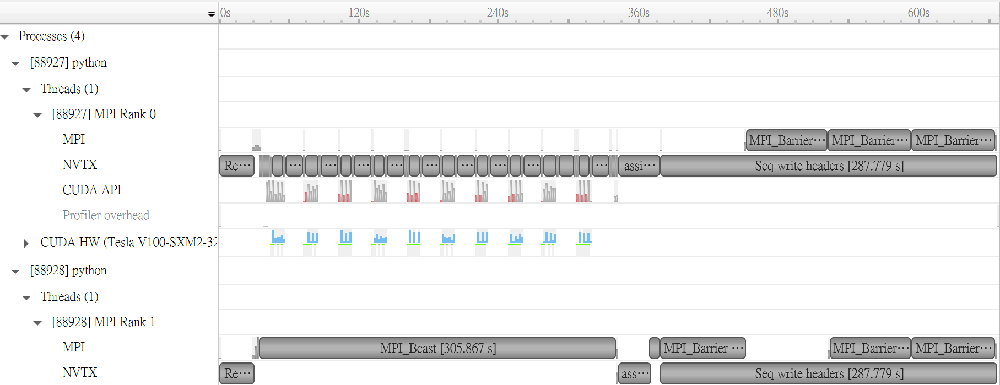 0s 120s 240s 360s 480s 600s
Processes (4)
[88927] python
Threads (1)
[88927] MPI Rank 0
MPI MPI_Barrier⋯ MPI_Barrier⋯ MPI_Barrier⋯
NVTX Re⋯ ⋯ ⋯ ⋯ ⋯ ⋯ ⋯ ⋯ ⋯ ⋯ assi⋯ Seq write headers [287.779 s]
CUDA API
Profiler overhead
CUDA HW (Tesla V100-SXM2-32
[88928] python
Threads (1)
[88928] MPI Rank 1
MPI MPI_Bcast [305.867 s] MPI_Barrier ⋯ MPI_Barrier⋯ MPI_Barrier⋯
NVTX Re⋯ ass⋯ Seq write headers [287.779 s]